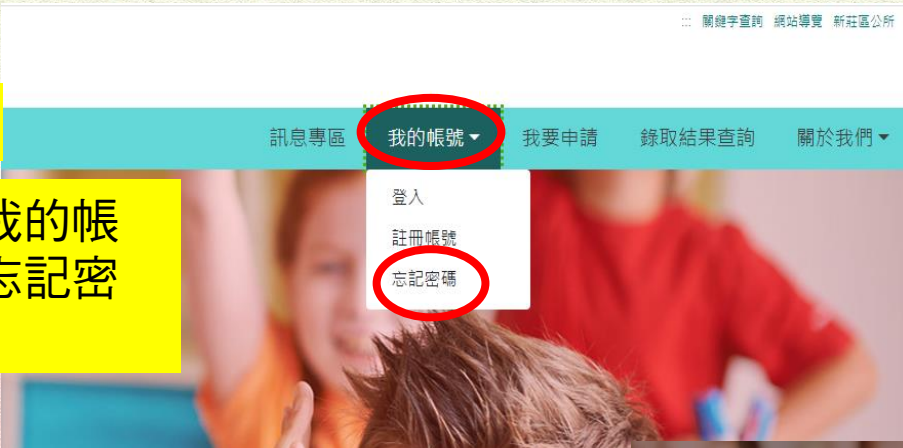 ::: 關鍵字查詢 網站導覽 新莊區公所
訊息專區 我的帳號 我要申請 錄取結果查詢 關於我們
登入
註冊帳號
忘記密碼
我的帳
忘記密